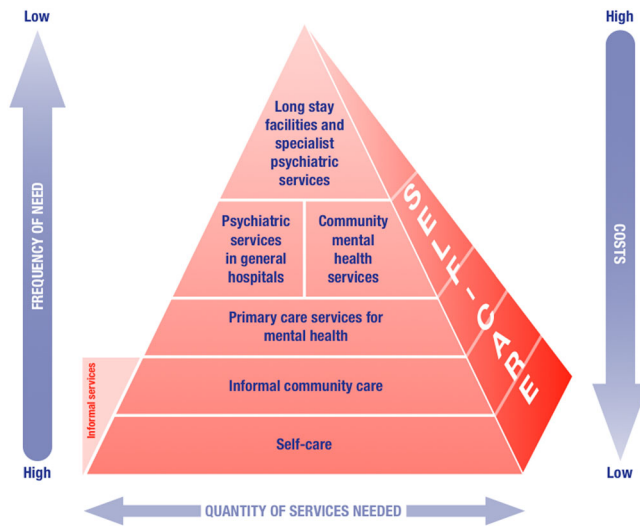 Low
High
Long stay
facilities and
specialist
psychiatric
services
Psychiatric
services
in general
hospitals
Community
mental
health
services
Primary care services for
mental health
Informal community care
Self-care
SELF-CARE
Informal services
FREQUENCY OF NEED
COSTS
High
Low
QUANTITY OF SERVICES NEEDED